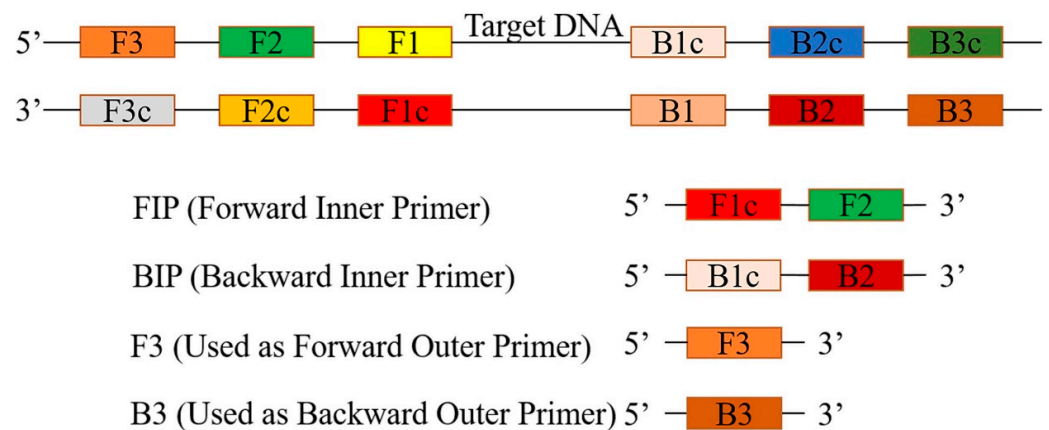 Target DNA
5’ F3 F2 F1 B1c B2c B3c
3’ F3c F2c F1c B1 B2 B3
FIP (Forward Inner Primer) 5’ F1c F2 3’
BIP (Backward Inner Primer) 5’ B1c B2 3’
F3 (Used as Forward Outer Primer) 5’ F3 3’
B3 (Used as Backward Outer Primer) 5’ B3 3’